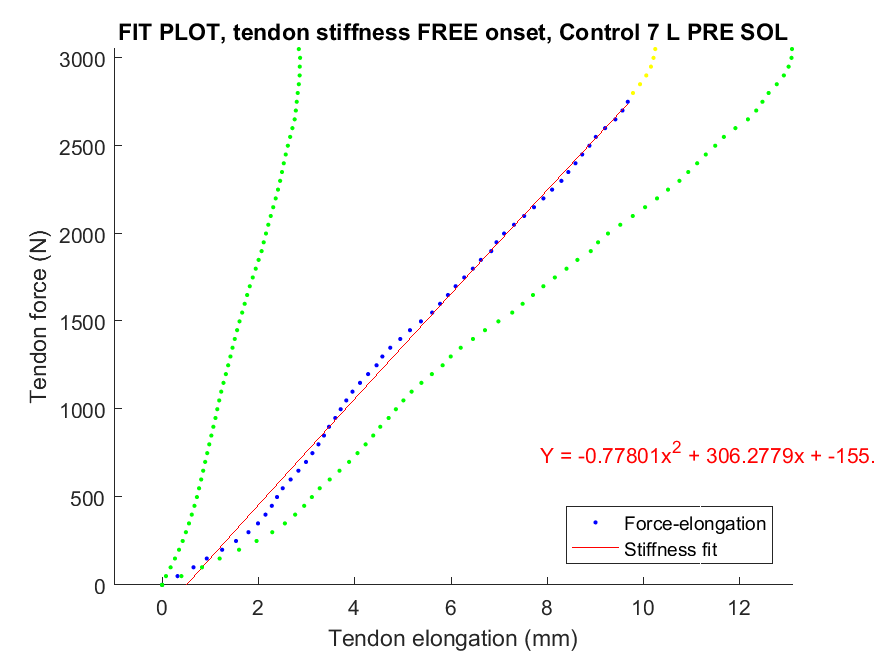 FIT PLOT, tendon stiffness FREE onset, Control 7 L PRE SOL
3000
2500
2000
1500
1000
500
0
Tendon force (N)
Y = -0.77801x² + 306.2779x + -155.
Force-elongation
Stiffness fit
0 2 4 6 8 10 12
Tendon elongation (mm)